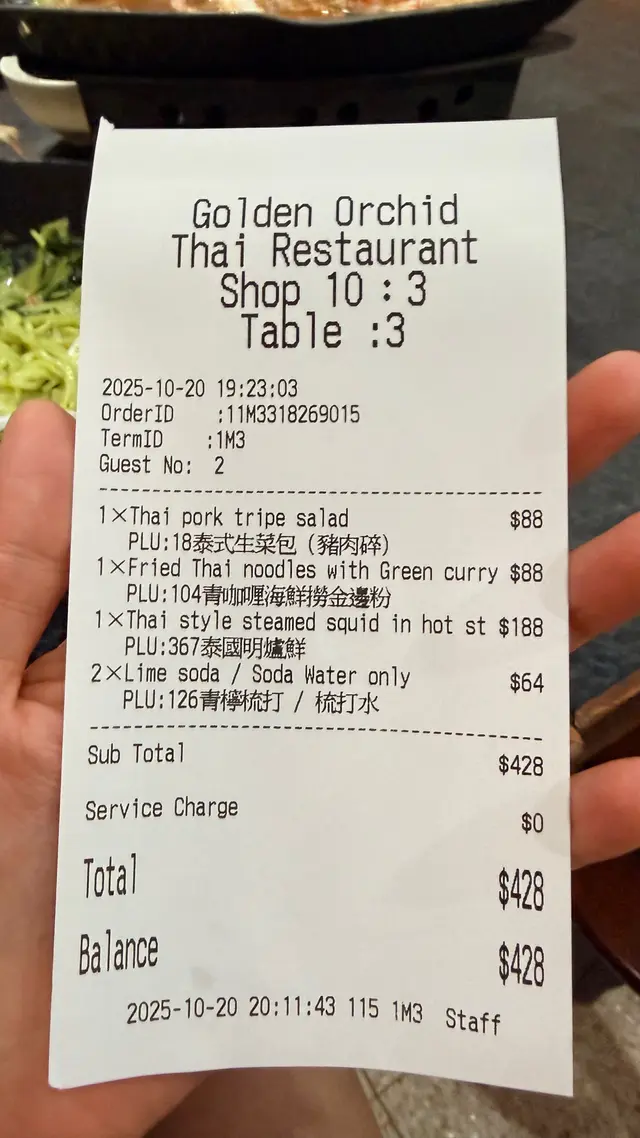 Golden Orchid
Thai Restaurant
Shop 10 : 3
Table :3
2025-10-20 19:23:03
OrderID :11M3318269015
TermID :1M3
Guest No: 2
1×Thai pork tripe salad $88
PLU:18泰式生菜包 (豬肉碎)
1×Fried Thai noodles with Green curry $88
PLU:104青咖喱海鮮撈金邊粉
1×Thai style steamed squid in hot st $188
PLU:367泰國明爐鮮
2×Lime soda / Soda Water only $64
PLU:126青檸梳打 / 梳打水
Sub Total $428
Service Charge $0
Total $428
Balance $428
2025-10-20 20:11:43 115 1M3 Staff